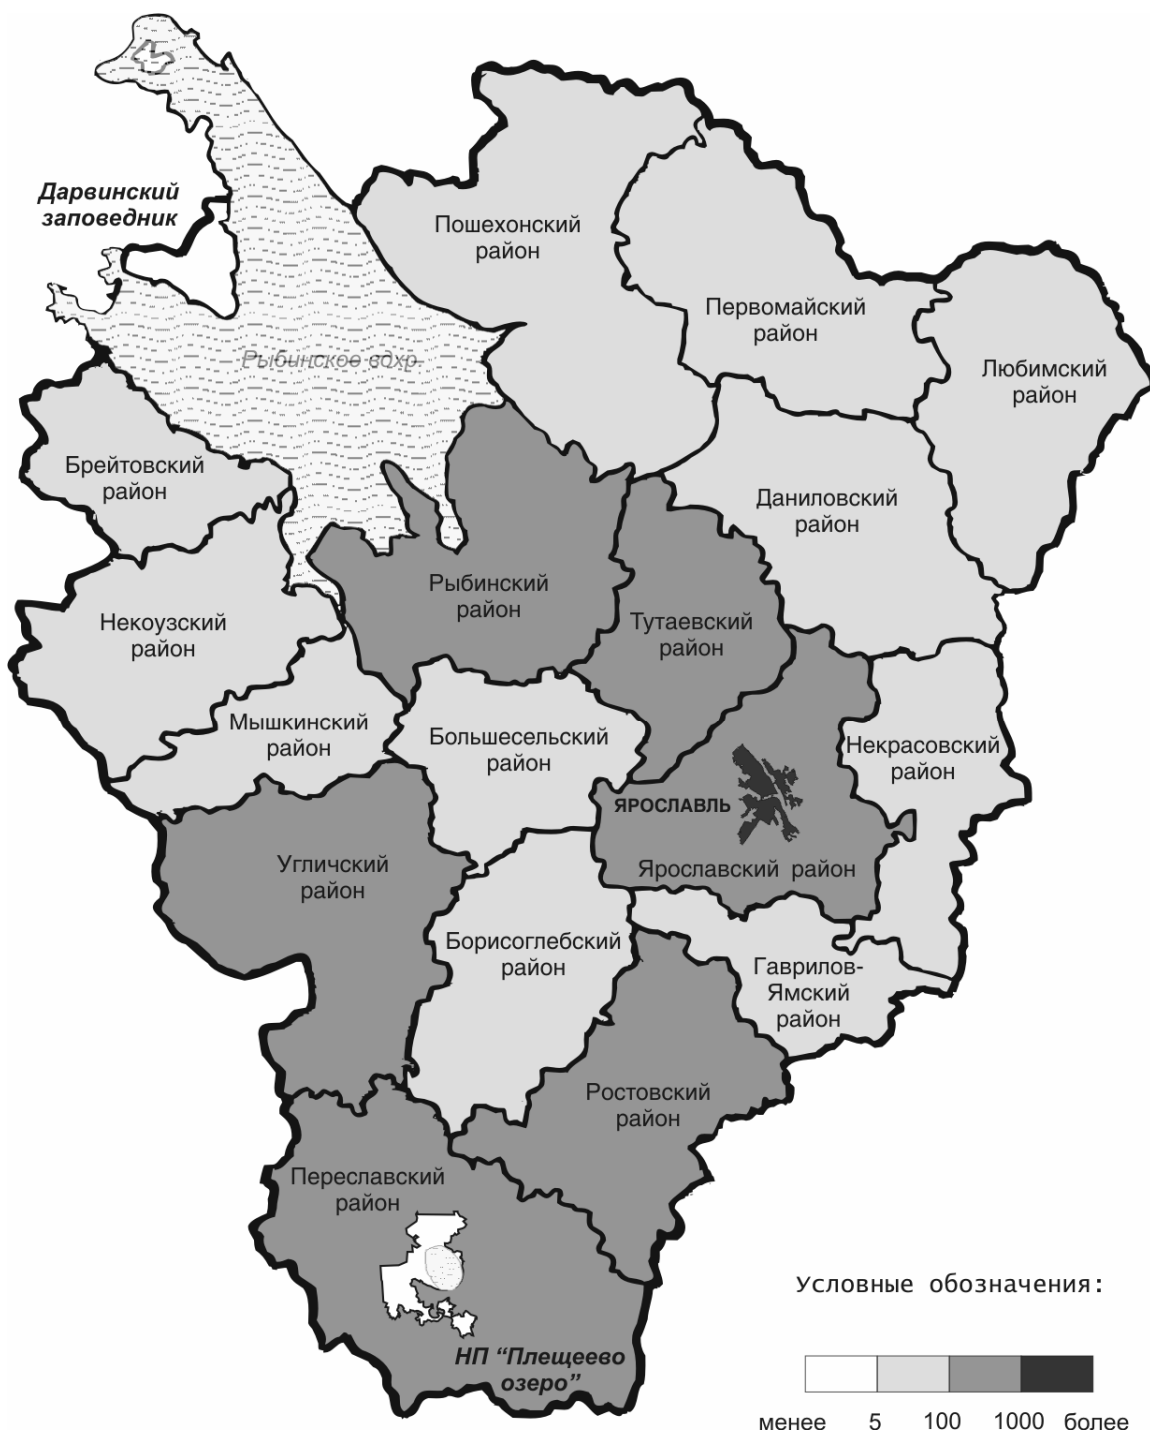 Дарвинский
заповедник
Пошехонский
район
Первомайский
район
Рыбинское вдхр.
Любимский
район
Брейтовский
район
Даниловский
район
Рыбинский
район
Некоузский
район
Тутаевский
район
Мышкинский
район
Большесельский
район
Некрасовский
район
ЯРОСЛАВЛЬ
Ярославский район
Угличский
район
Борисоглебский
район
Гаврилов-
Ямский
район
Ростовский
район
Переславский
район
НП “Плещеево
озеро”
Условные обозначения:
менее 5 100 1000 более